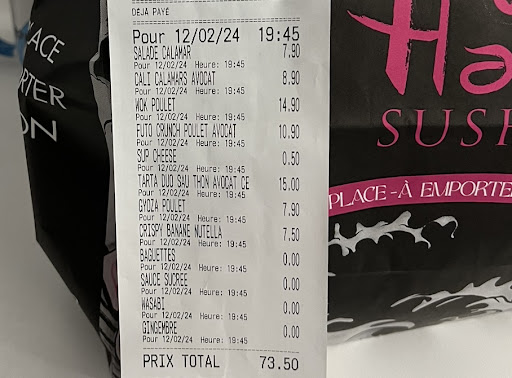 DEJA PAYÉ
Pour 12/02/24 19:45
SALADE CALAMAR 7.90
Pour 12/02/24 Heure: 19:45
CALI CALAMARS AVOCAT 8.90
Pour 12/02/24 Heure: 19:45
WOK POULET 14.90
Pour 12/02/24 Heure: 19:45
FUTO CRUNCH POULET AVOCAT 10.90
Pour 12/02/24 Heure: 19:45
SUP CHEESE 0.50
Pour 12/02/24 Heure: 19:45
TARTA DUO SAU THON AVOCAT CE 15.00
Pour 12/02/24 Heure: 19:45
GYOZA POULET 7.90
Pour 12/02/24 Heure: 19:45
CRISPY BANANE NUTELLA 7.50
Pour 12/02/24 Heure: 19:45
BAGUETTES 0.00
Pour 12/02/24 Heure: 19:45
SAUCE SUCREE 0.00
Pour 12/02/24 Heure: 19:45
WASABI 0.00
Pour 12/02/24 Heure: 19:45
GINGEMBRE 0.00
Pour 12/02/24 Heure: 19:45
PRIX TOTAL 73.50
LACE
RTER
ON
Ha
SUSH
PLACE - À EMPORTE